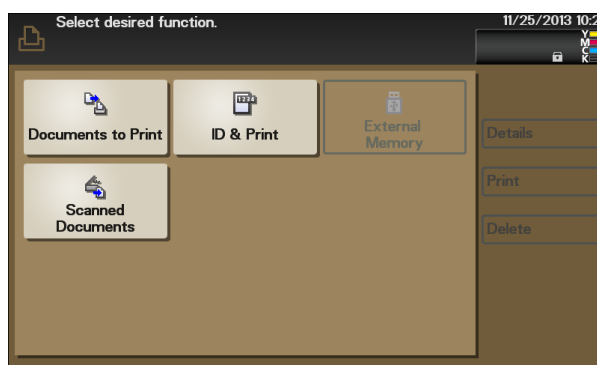 Select desired function.
11/25/2013 10:2
Y
M
C
K
1234
Documents to Print
ID & Print
External
Memory
Details
Scanned
Documents
Print
Delete